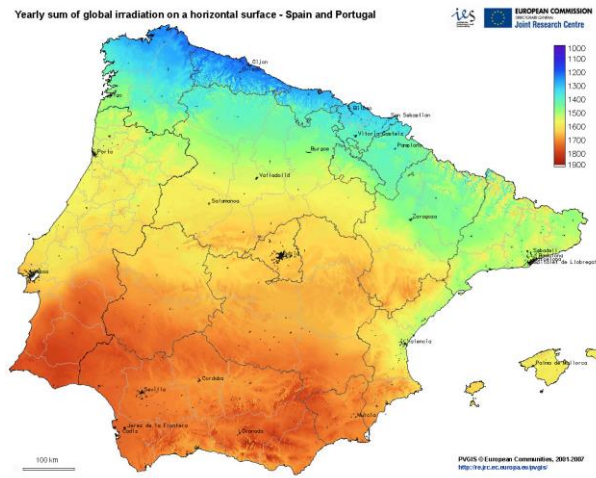 Yearly sum of global irradiation on a horizontal surface - Spain and Portugal
ies
EUROPEAN COMMISSION
Joint Research Centre
1000
1100
1200
1300
1400
1500
1600
1700
1800
1900
Gijon
Bilbao
San Sebastian
Vitoria-Gasteiz
Pamplona
Burgos
Vigo
Porto
Valladolid
Salamanca
Zaragoza
Sabadell
Llobregat
Valencia
Palma de Mallorca
Cordoba
Sevilla
Murcia
Jerez de la Frontera
Cadiz
Granada
100 km
PVGIS © European Communities, 2001-2007
http://re.jrc.ec.europa.eu/pvgis/